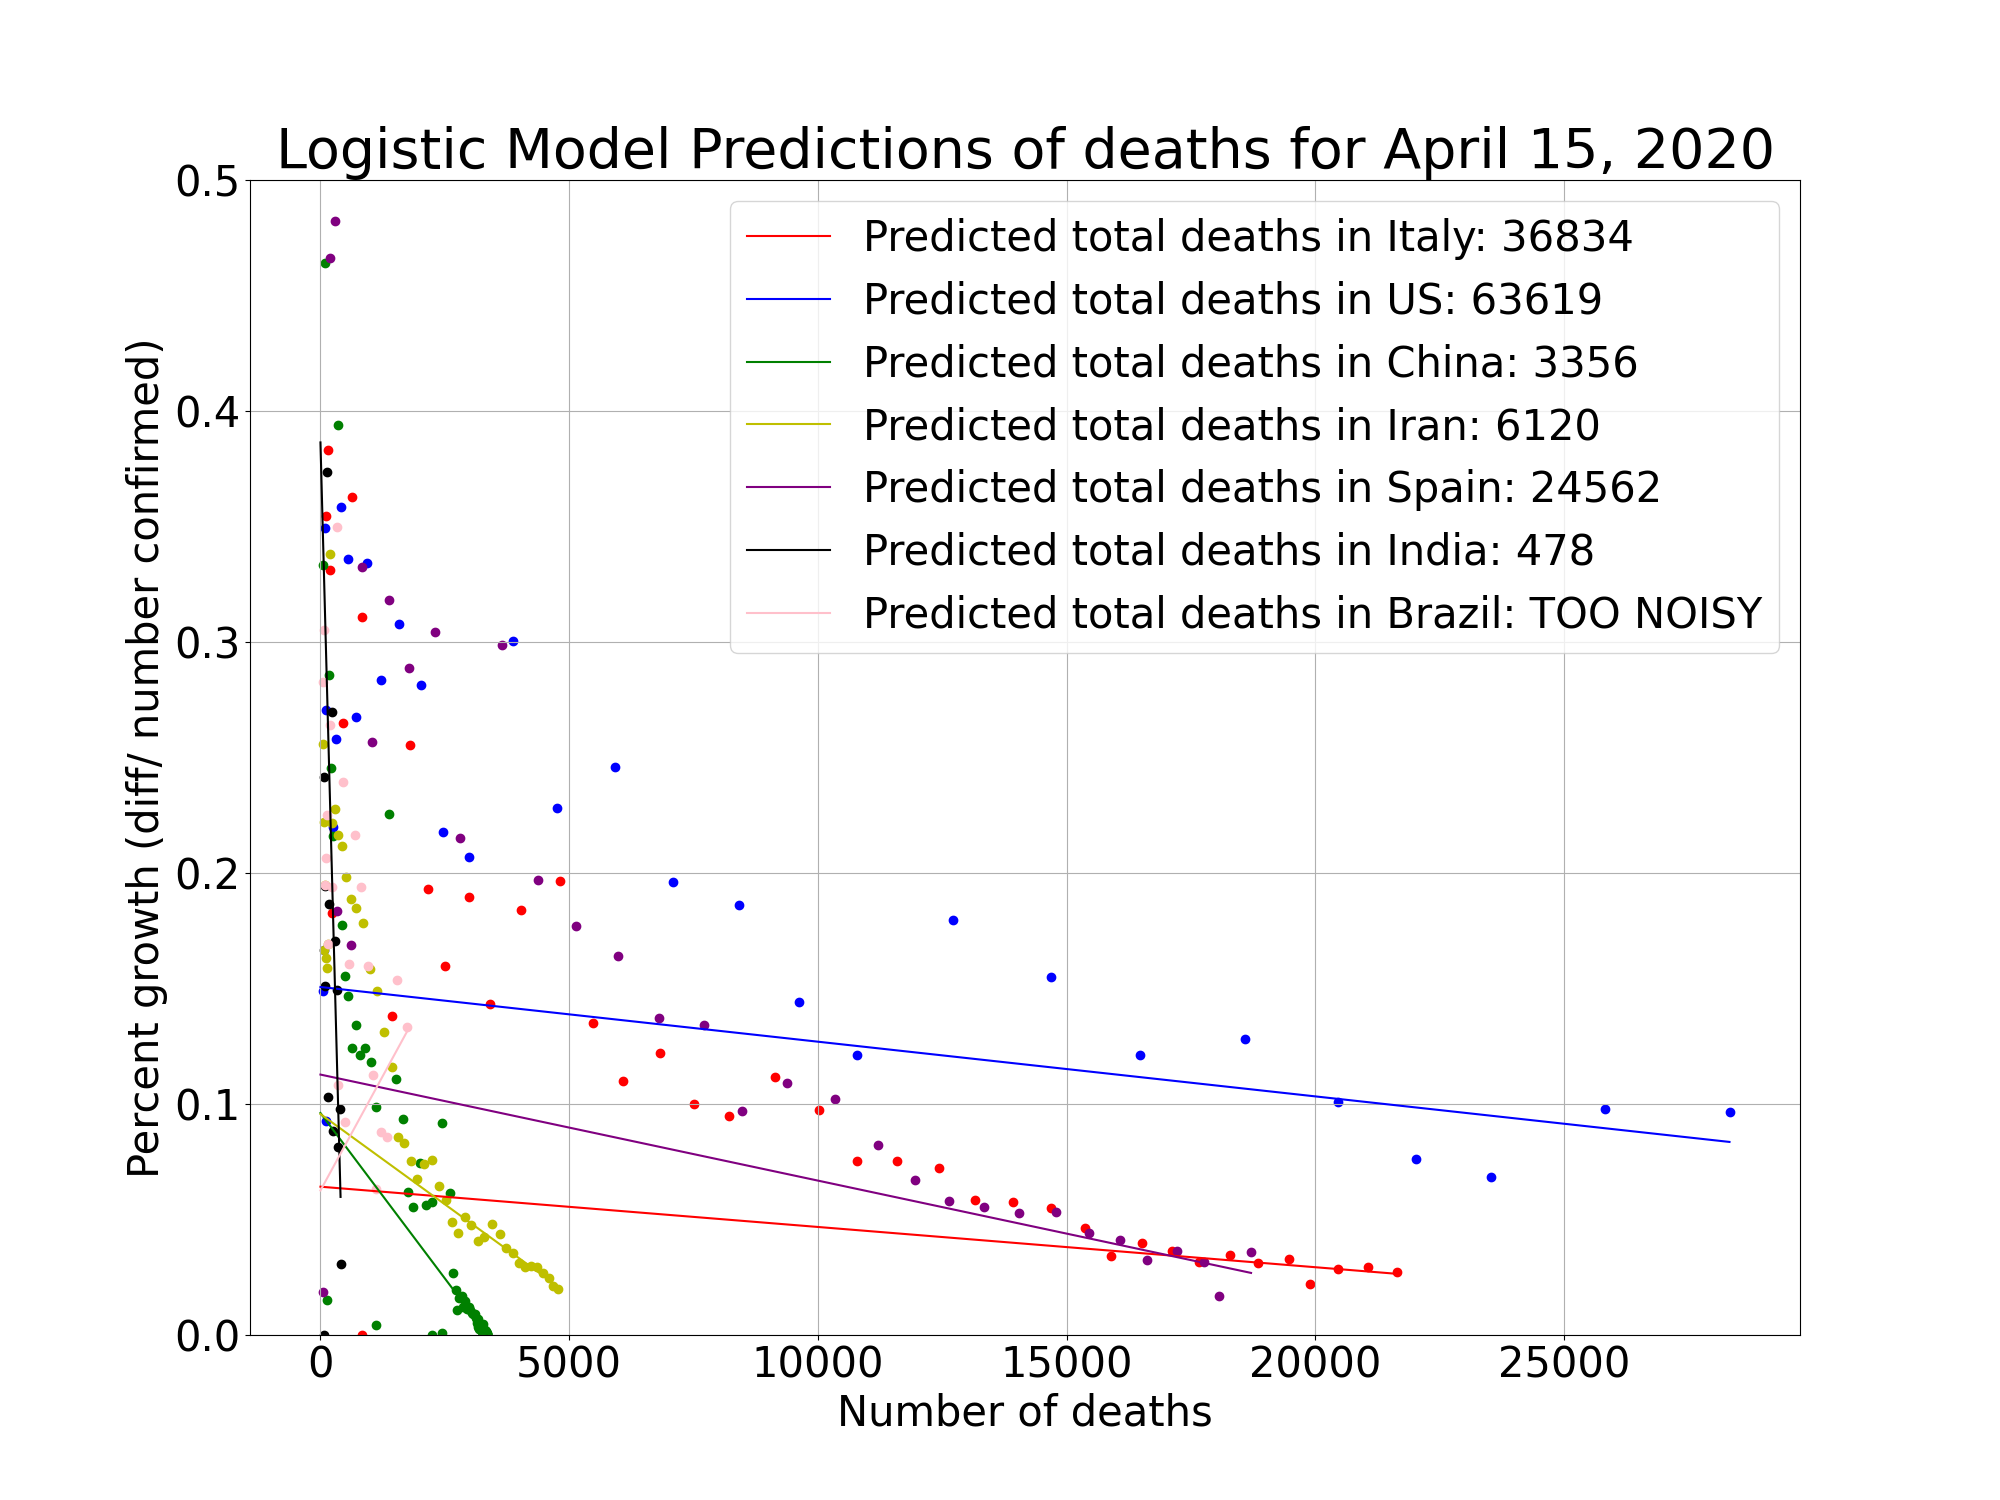 Logistic Model Predictions of deaths for April 15, 2020
0.5
0.4
0.3
0.2
0.1
0.0
Percent growth (diff/ number confirmed)
Predicted total deaths in Italy: 36834
Predicted total deaths in US: 63619
Predicted total deaths in China: 3356
Predicted total deaths in Iran: 6120
Predicted total deaths in Spain: 24562
Predicted total deaths in India: 478
Predicted total deaths in Brazil: TOO NOISY
0 5000 10000 15000 20000 25000
Number of deaths